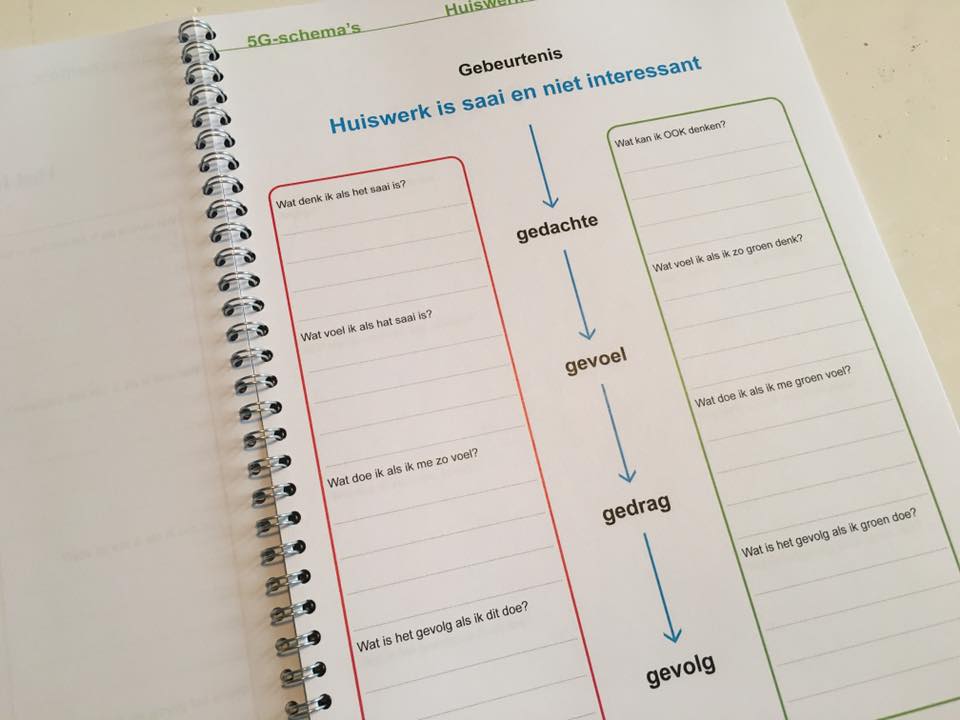 5G-schema's
Huiswerk
Gebeurtenis
Huiswerk is saai en niet interessant
Wat denk ik als het saai is?
Wat voel ik als hat saai is?
Wat doe ik als ik me zo voel?
Wat is het gevolg als ik dit doe?
gedachte
gevoel
gedrag
gevolg
Wat kan ik OOK denken?
Wat voel ik als ik zo groen denk?
Wat doe ik als ik me groen voel?
Wat is het gevolg als ik groen doe?